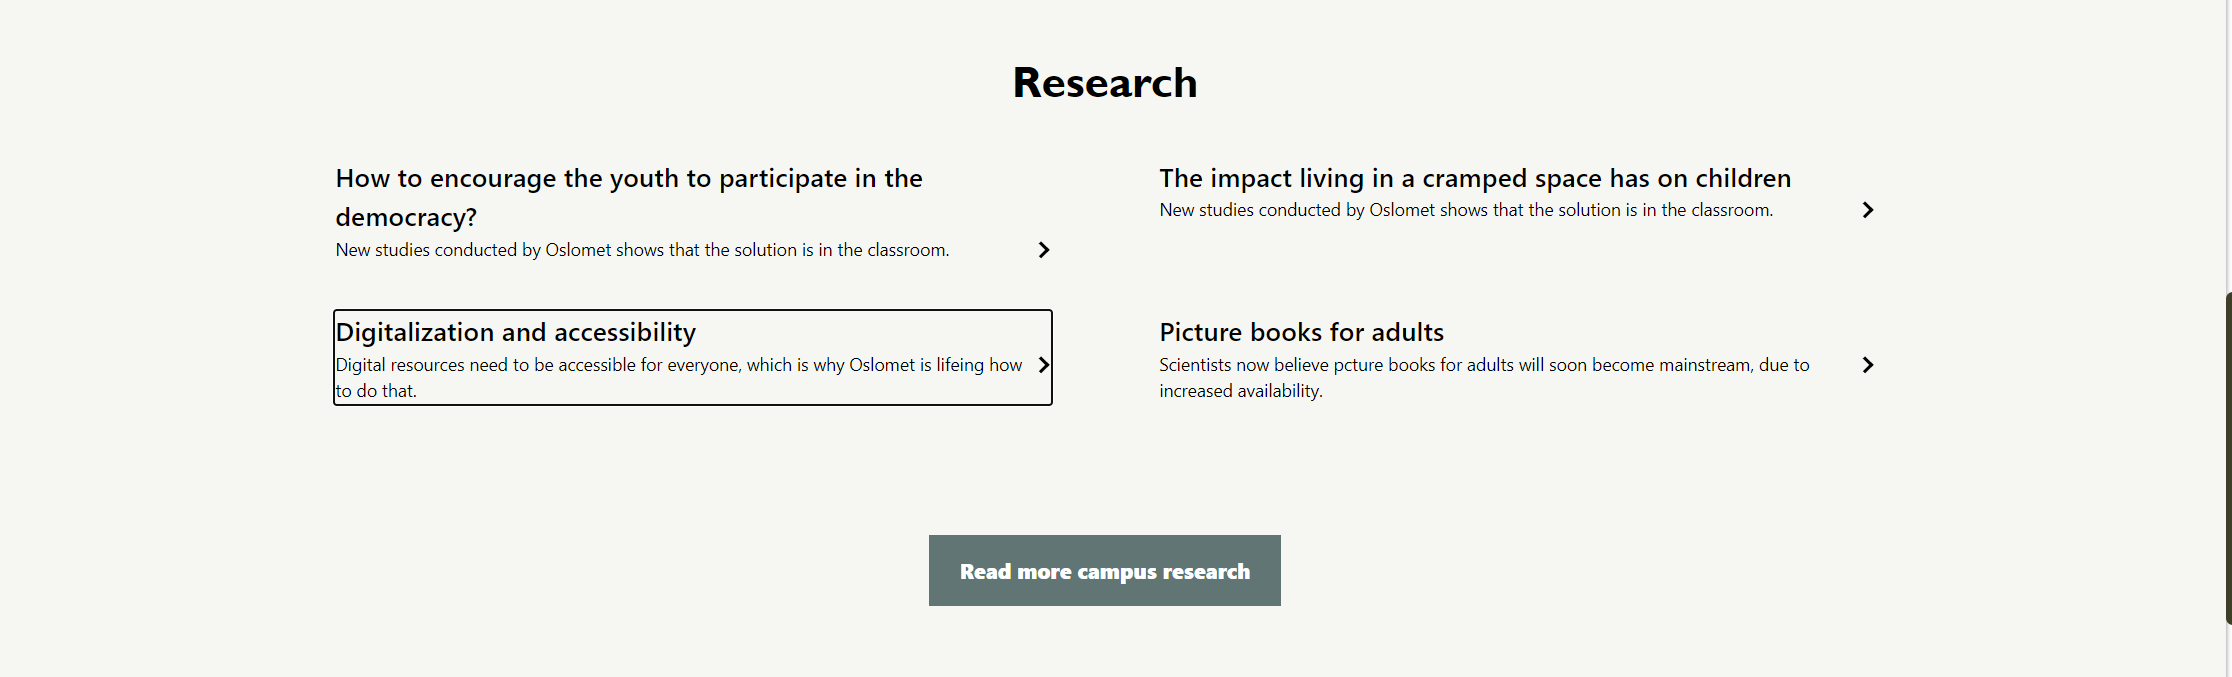 Research
How to encourage the youth to participate in the
democracy?
New studies conducted by Oslomet shows that the solution is in the classroom.
The impact living in a cramped space has on children
New studies conducted by Oslomet shows that the solution is in the classroom.
Digitalization and accessibility
Digital resources need to be accessible for everyone, which is why Oslomet is lifeing how
to do that.
Picture books for adults
Scientists now believe pcture books for adults will soon become mainstream, due to
increased availability.
Read more campus research